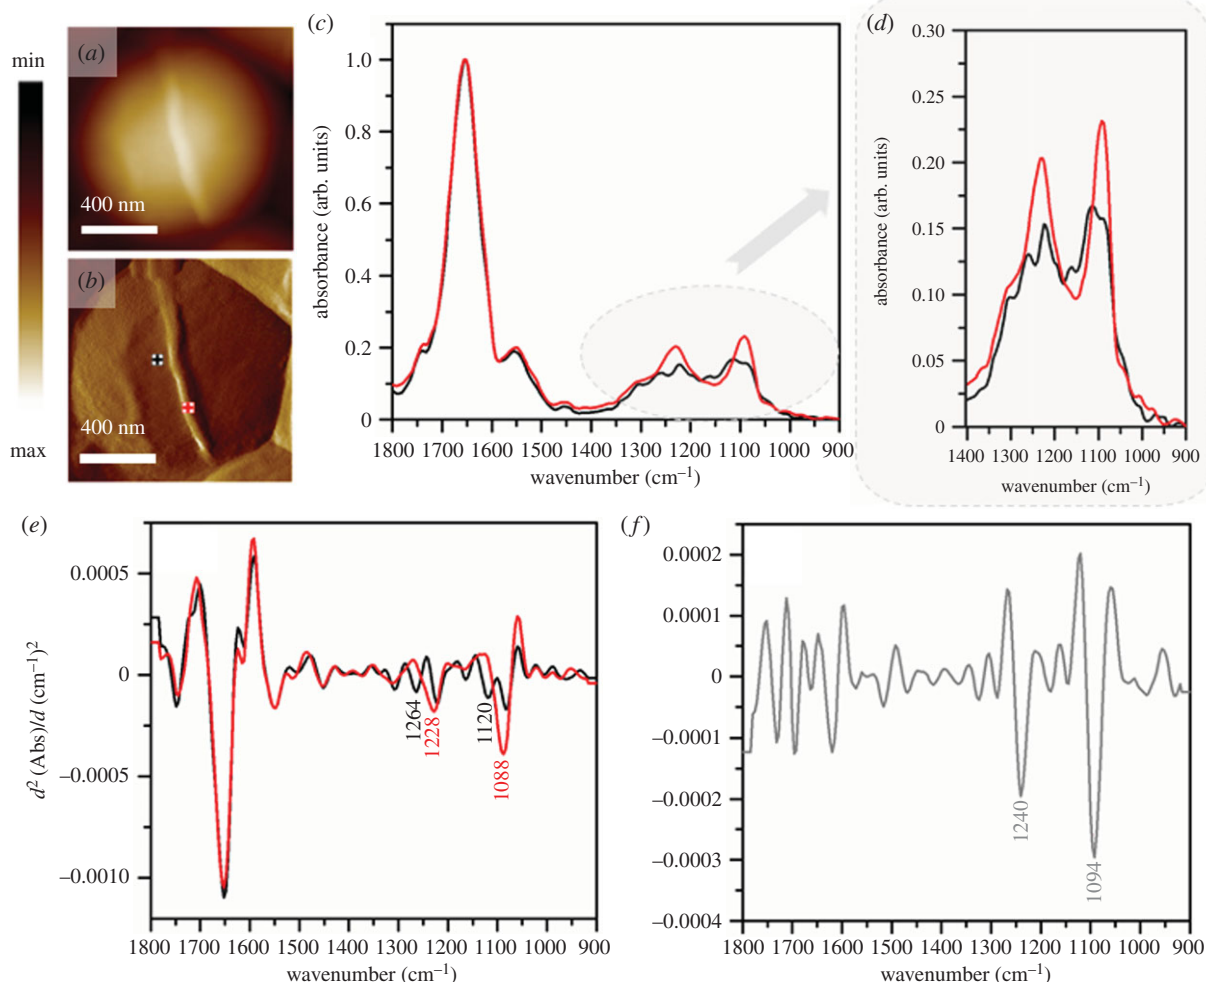 min
max
(a)
400 nm
(b)
400 nm
(c)
absorbance (arb. units)
1.0
0.8
0.6
0.4
0.2
0
1800 1700 1600 1500 1400 1300 1200 1100 1000 900
wavenumber (cm⁻¹)
(d)
absorbance (arb. units)
0.30
0.25
0.20
0.15
0.10
0.05
0
1400 1300 1200 1100 1000 900
wavenumber (cm⁻¹)
(e)
d² (Abs)/d (cm⁻¹)²
0.0005
0
–0.0005
–0.0010
1264
1228
1120
1088
1800 1700 1600 1500 1400 1300 1200 1100 1000 900
wavenumber (cm⁻¹)
(f)
0.0002
0.0001
0
–0.0001
–0.0002
–0.0003
–0.0004
1240
1094
1800 1700 1600 1500 1400 1300 1200 1100 1000 900
wavenumber (cm⁻¹)